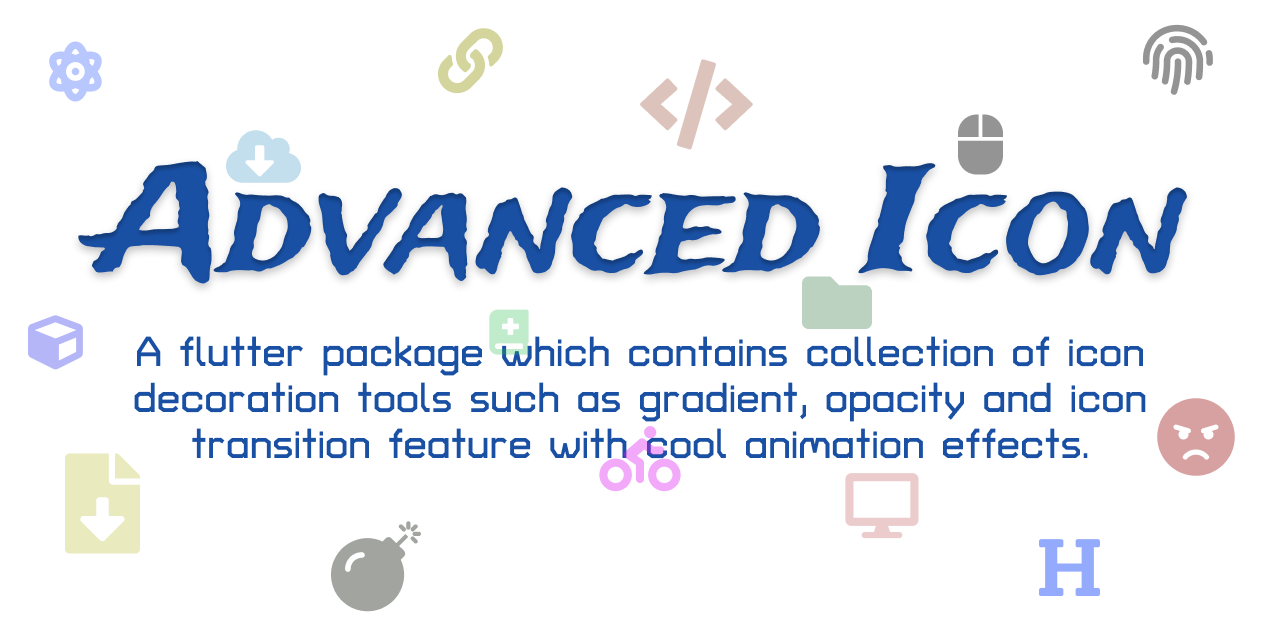 Advanced Icon
A flutter package which contains collection of icon
decoration tools such as gradient, opacity and icon
transition feature with cool animation effects.
H